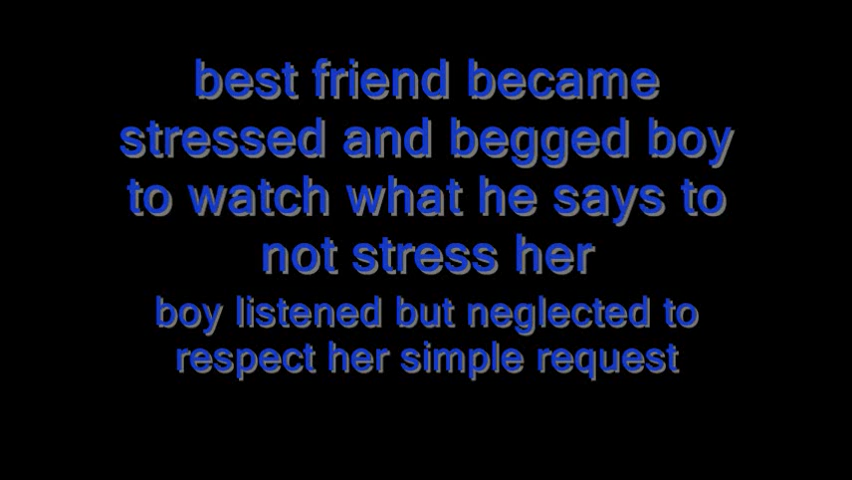 best friend became
stressed and begged boy
to watch what he says to
not stress her
boy listened but neglected to
respect her simple request